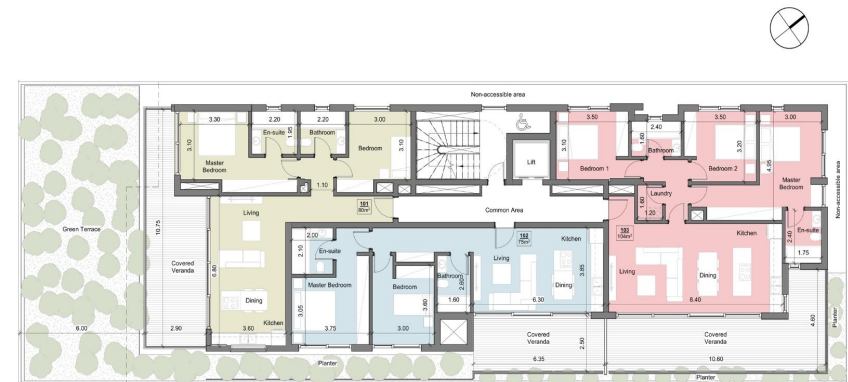 Non-accessible area
3.30
2.20
2.20
3.00
3.50
2.40
3.50
3.00
En-suite
1.95
Bathroom
3.10
Master
Bedroom
Bedroom
3.10
Lift
3.10
Bedroom 1
1.60
Bathroom
3.20
Bedroom 2
4.95
Master
Bedroom
Non-accessible area
1.10
Laundry
1.60
1.20
101
80m²
Common Area
Living
103
104m²
Green Terrace
10.75
2.00
2.10
En-suite
102
75m²
Kitchen
Living
Kitchen
En-suite
2.40
1.75
Covered
Veranda
6.80
Master Bedroom
Bedroom
Bathroom
2.60
3.85
Living
Dining
Dining
Dining
3.05
3.60
1.60
6.30
6.40
6.00
2.90
3.60
Kitchen
3.75
3.00
Covered
Veranda
2.50
Covered
Veranda
4.60
Planter
Planter
6.35
10.60
Planter